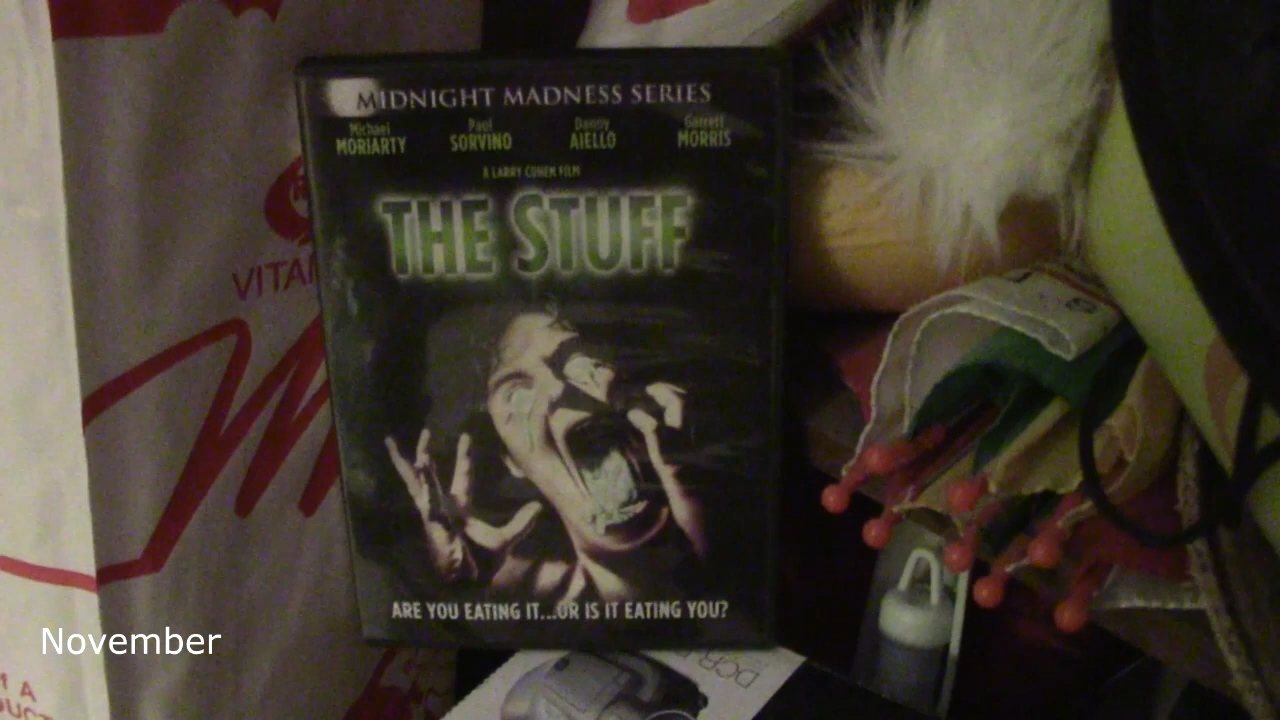 MIDNIGHT MADNESS SERIES
Michael MORIARTY
Paul SORVINO
Danny AIELLO
Garrett MORRIS
A LARRY COHEN FILM
THE STUFF
ARE YOU EATING IT...OR IS IT EATING YOU?
November
VITA